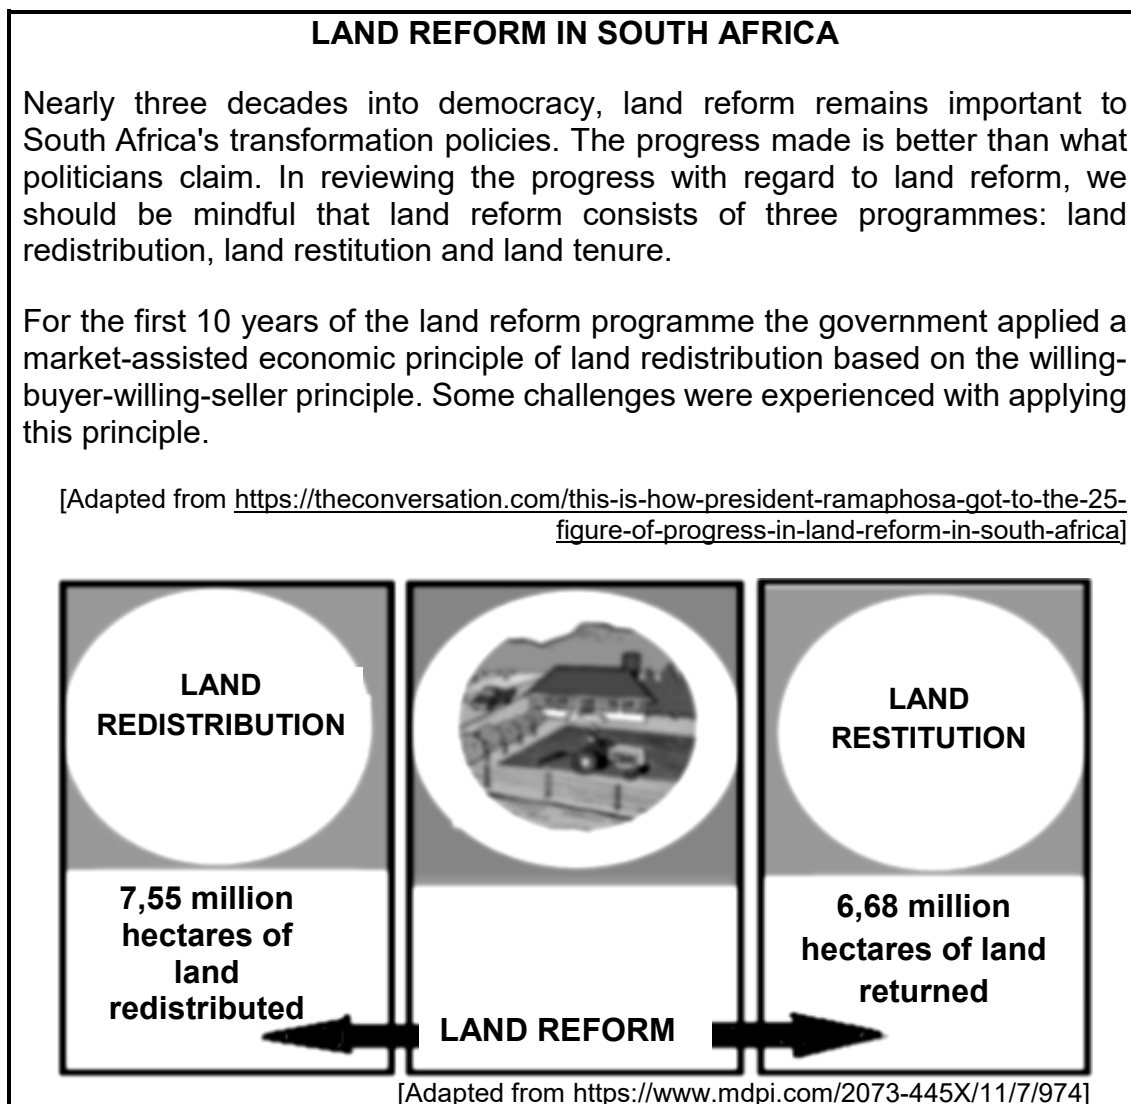 LAND REFORM IN SOUTH AFRICA
Nearly three decades into democracy, land reform remains important to
South Africa's transformation policies. The progress made is better than what
politicians claim. In reviewing the progress with regard to land reform, we
should be mindful that land reform consists of three programmes: land
redistribution, land restitution and land tenure.
For the first 10 years of the land reform programme the government applied a
market-assisted economic principle of land redistribution based on the willing-
buyer-willing-seller principle. Some challenges were experienced with applying
this principle.
[Adapted from https://theconversation.com/this-is-how-president-ramaphosa-got-to-the-25-
figure-of-progress-in-land-reform-in-south-africa]
LAND
REDISTRIBUTION
7,55 million
hectares of
land
redistributed
LAND REFORM
LAND
RESTITUTION
6,68 million
hectares of land
returned
[Adapted from https://www.mdpi.com/2073-445X/11/7/974]